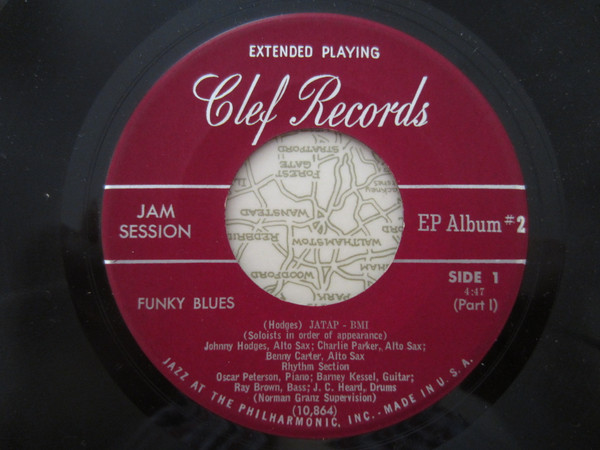 EXTENDED PLAYING
Clef Records
JAM
SESSION
EP Album #2
SIDE 1
4:47
(Part I)
FUNKY BLUES
(Hodges) JATAP - BMI
(Soloists in order of appearance)
Johnny Hodges, Alto Sax; Charlie Parker, Alto Sax;
Benny Carter, Alto Sax
Rhythm Section
Oscar Peterson, Piano; Barney Kessel, Guitar;
Ray Brown, Bass; J. C. Heard, Drums
(Norman Granz Supervision)
(10,864)
JAZZ AT THE PHILHARMONIC, INC. - MADE IN U.S.A.
STRATFORD
FOREST
GATE
WANSTEAD
WALTHAMSTOW
REDBRI
WOODFORD
HAM